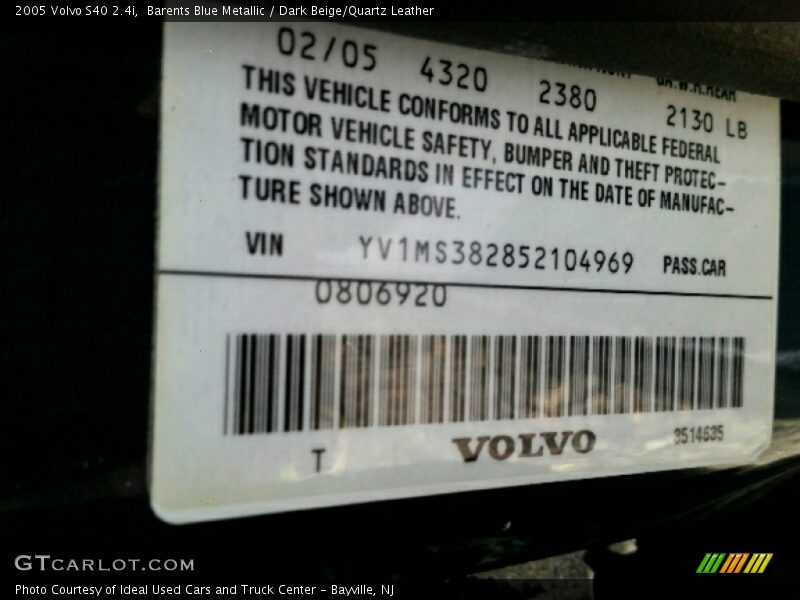 2005 Volvo S40 2.4i,  Barents Blue Metallic / Dark Beige/Quartz Leather
02/05 4320 2380 2130 LB
THIS VEHICLE CONFORMS TO ALL APPLICABLE FEDERAL
MOTOR VEHICLE SAFETY, BUMPER AND THEFT PROTEC-
TION STANDARDS IN EFFECT ON THE DATE OF MANUFAC-
TURE SHOWN ABOVE.
VIN YV1MS382852104969 PASS.CAR
0806920
T VOLVO 3514635
GTCARLOT.COM
Photo Courtesy of Ideal Used Cars and Truck Center – Bayville, NJ